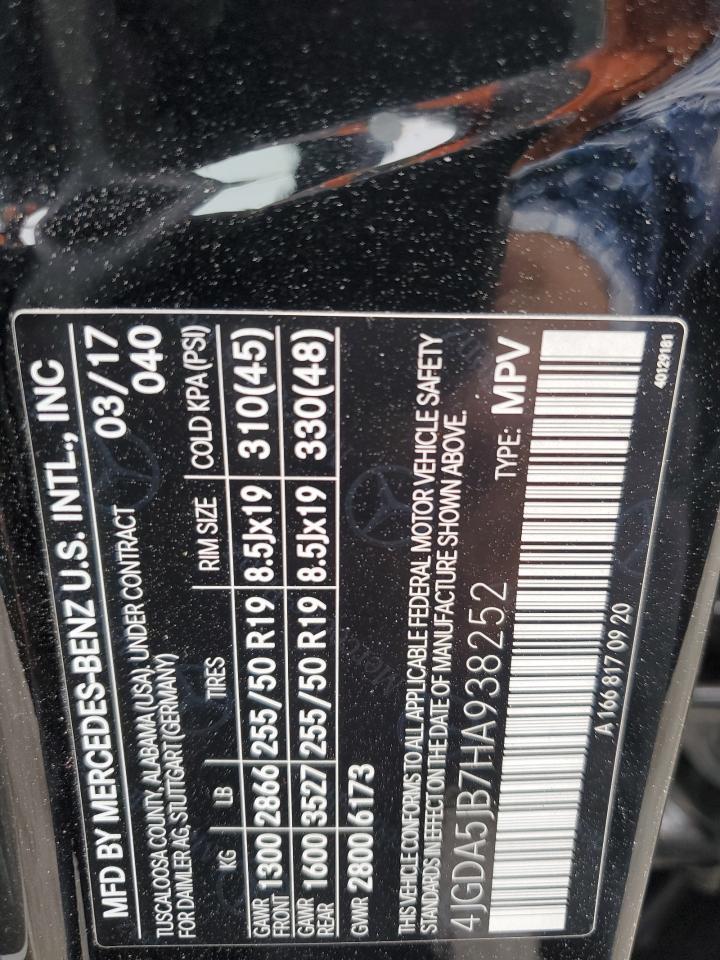 MFD BY MERCEDES-BENZ U.S. INTL., INC
TUSCALOOSA COUNTY, ALABAMA (USA), UNDER CONTRACT 03/17
FOR DAIMLER AG, STUTTGART (GERMANY) 040
KG LB TIRES RIM SIZE COLD KPA (PSI)
GAWR FRONT 1300 2866 255/50 R19 8.5Jx19 310(45)
GAWR REAR 1600 3527 255/50 R19 8.5Jx19 330(48)
GVWR 2800 6173
THIS VEHICLE CONFORMS TO ALL APPLICABLE FEDERAL MOTOR VEHICLE SAFETY
STANDARDS IN EFFECT ON THE DATE OF MANUFACTURE SHOWN ABOVE.
4JGDA5JB7HA938252 TYPE: MPV
A 166 817 09 20 40129181